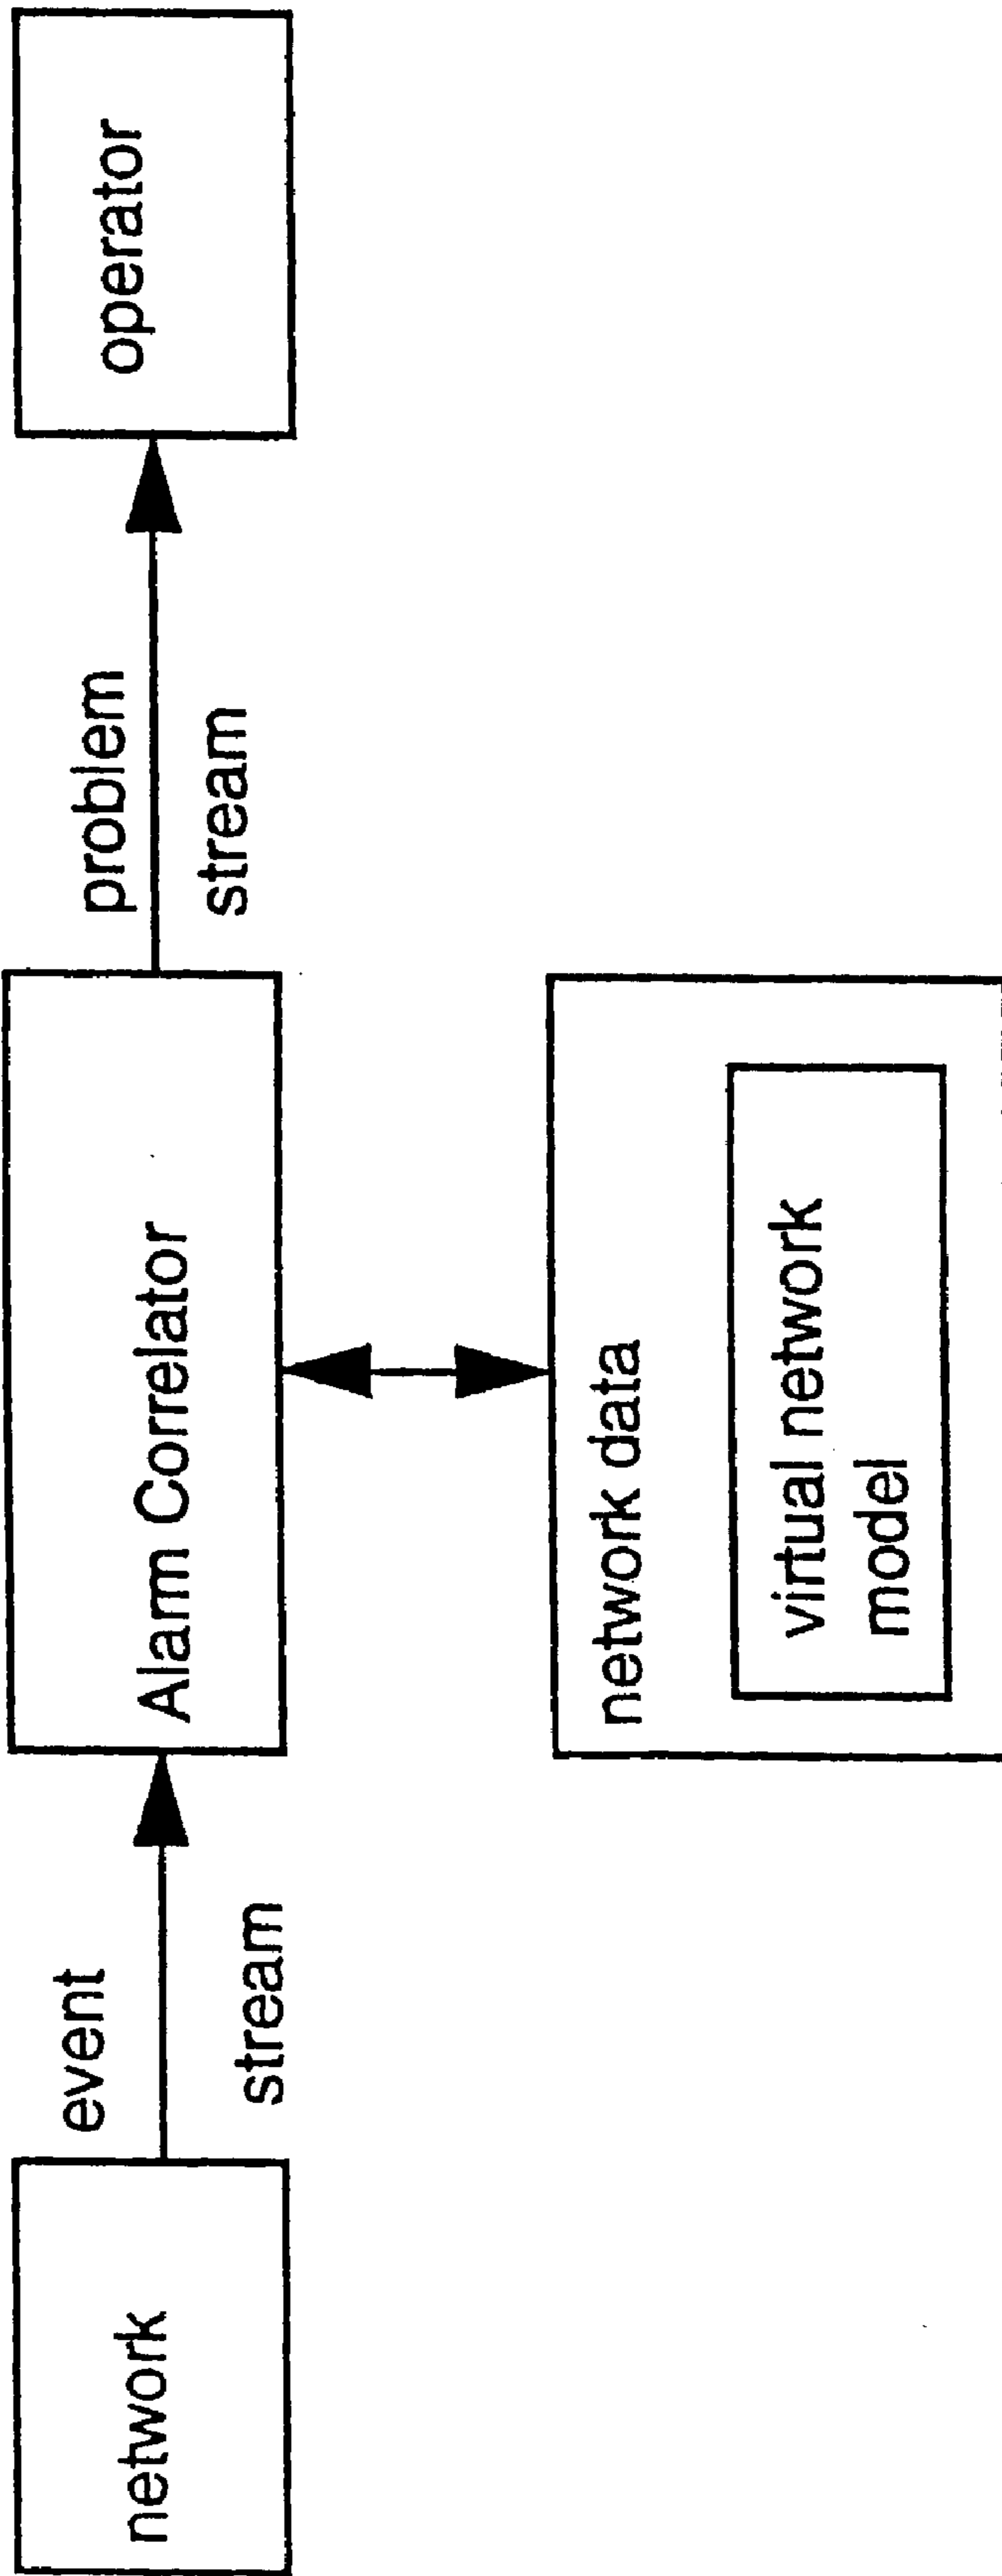 network
event
stream
Alarm Correlator
problem
stream
operator
network data
virtual network
model